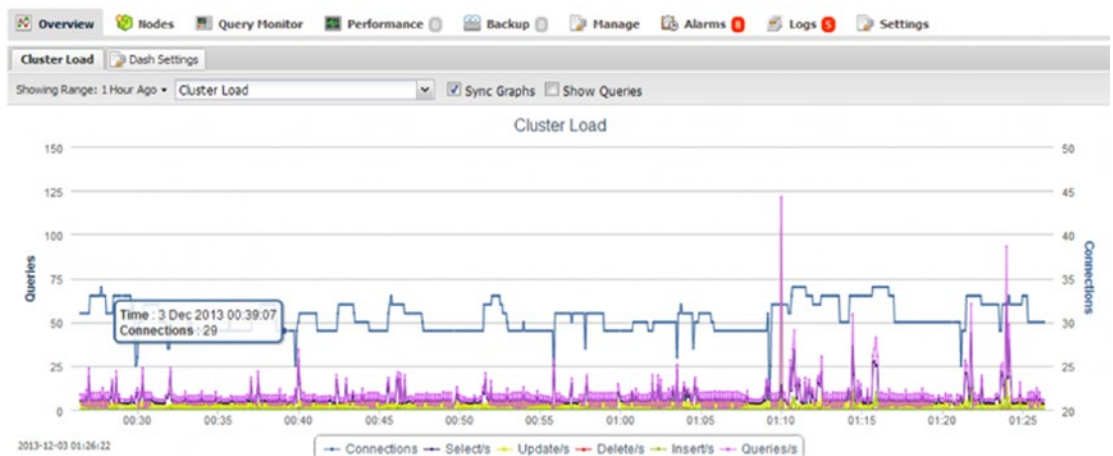 Overview Nodes Query Monitor Performance 0 Backup 0 Manage Alarms 8 Logs 5 Settings
Cluster Load Dash Settings
Showing Range: 1 Hour Ago Cluster Load Sync Graphs Show Queries
Cluster Load
150 50
125 45
100 40
75 35
50 30
25 25
0 20
Queries
Connections
Time : 3 Dec 2013 00:39:07
Connections : 29
00:30 00:35 00:40 00:45 00:50 00:55 01:00 01:05 01:10 01:15 01:20 01:25
2013-12-03 01:26:22
Connections Select/s Update/s Delete/s Insert/s Queries/s